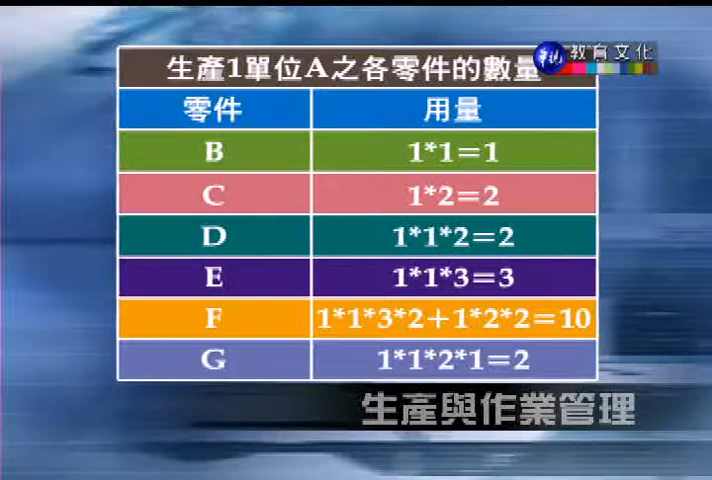 生產1單位A之各零件的數量
華視 教育文化
零件 用量
B 1*1=1
C 1*2=2
D 1*1*2=2
E 1*1*3=3
F 1*1*3*2+1*2*2=10
G 1*1*2*1=2
生產與作業管理